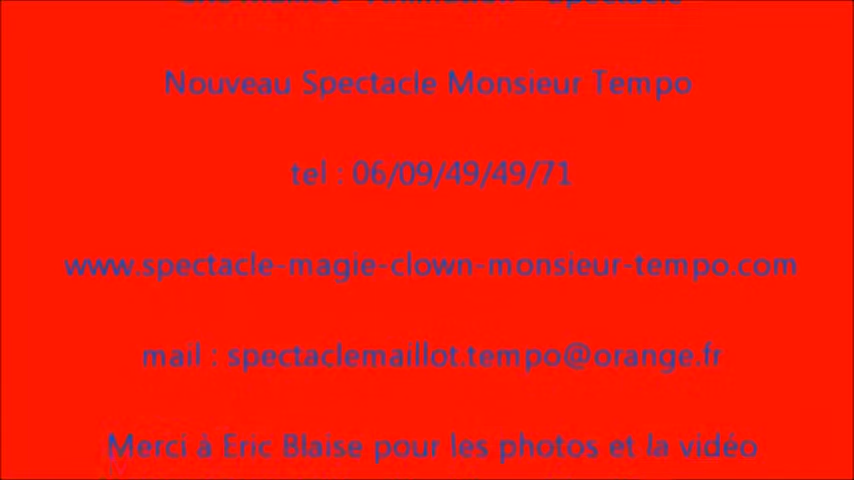 Nouveau Spectacle Monsieur Tempo
tel : 06/09/49/49/71
www.spectacle-magie-clown-monsieur-tempo.com
mail : spectaclemaillot.tempo@orange.fr
Merci à Eric Blaise pour les photos et la vidéo